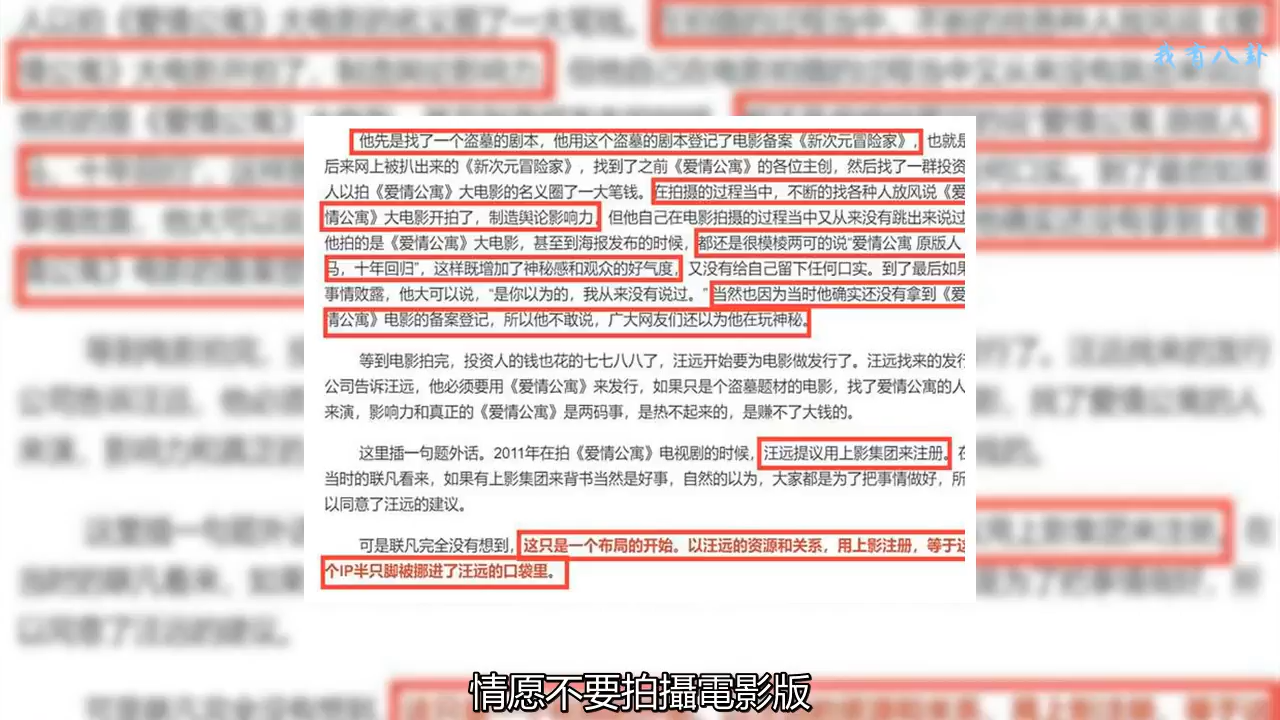 我有八卦
他先是找了一个盗墓的剧本，他用这个盗墓的剧本登记了电影备案《新次元冒险家》，也就是
后来网上被扒出来的《新次元冒险家》，找到了之前《爱情公寓》的各位主创，然后找了一群投资
人以拍《爱情公寓》大电影的名义圈了一大笔钱。在拍摄的过程当中，不断的找各种人放风说《爱
情公寓》大电影开拍了，制造舆论影响力，但他自己在电影拍摄的过程当中又从来没有跳出来说过
他拍的是《爱情公寓》大电影，甚至到海报发布的时候，都还是很模棱两可的说“爱情公寓 原版人
马，十年回归”，这样既增加了神秘感和观众的好气度，又没有给自己留下任何口实。到了最后如果
事情败露，他大可以说，“是你以为的，我从来没有说过。”当然也因为当时他确实还没有拿到《爱
情公寓》电影的备案登记，所以他不敢说，广大网友们还以为他在玩神秘。
等到电影拍完，投资人的钱也花的七七八八了，汪远开始要为电影做发行了。汪远找来的发行
公司告诉汪远，他必须要用《爱情公寓》来发行，如果只是个盗墓题材的电影，找了爱情公寓的人
来演，影响力和真正的《爱情公寓》是两码事，是热不起来的，是赚不了大钱的。
这里插一句题外话。2011年在拍《爱情公寓》电视剧的时候，汪远提议用上影集团来注册。在
当时的联凡看来，如果有上影集团来背书当然是好事，自然的以为，大家都是为了把事情做好，所
以同意了汪远的建议。
可是联凡完全没有想到，这只是一个布局的开始。以汪远的资源和关系，用上影注册，等于这
个IP半只脚被挪进了汪远的口袋里。
情愿不要拍攝電影版